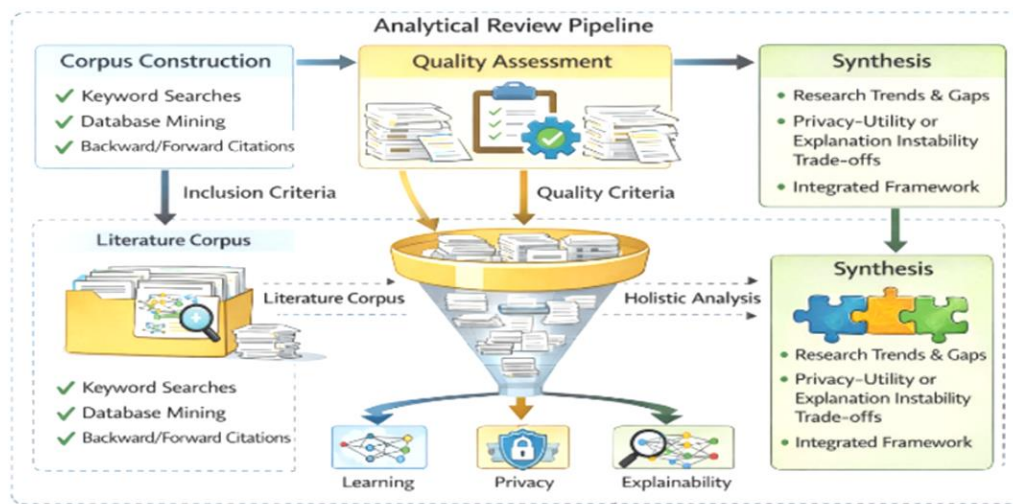 Analytical Review Pipeline
Corpus Construction
Keyword Searches
Database Mining
Backward/Forward Citations
Quality Assessment
Synthesis
Research Trends & Gaps
Privacy-Utility or
Explanation Instability
Trade-offs
Integrated Framework
Inclusion Criteria
Quality Criteria
Literature Corpus
Keyword Searches
Database Mining
Backward/Forward Citations
Literature Corpus
Holistic Analysis
Synthesis
Research Trends & Gaps
Privacy-Utility or
Explanation Instability
Trade-offs
Integrated Framework
Learning
Privacy
Explainability